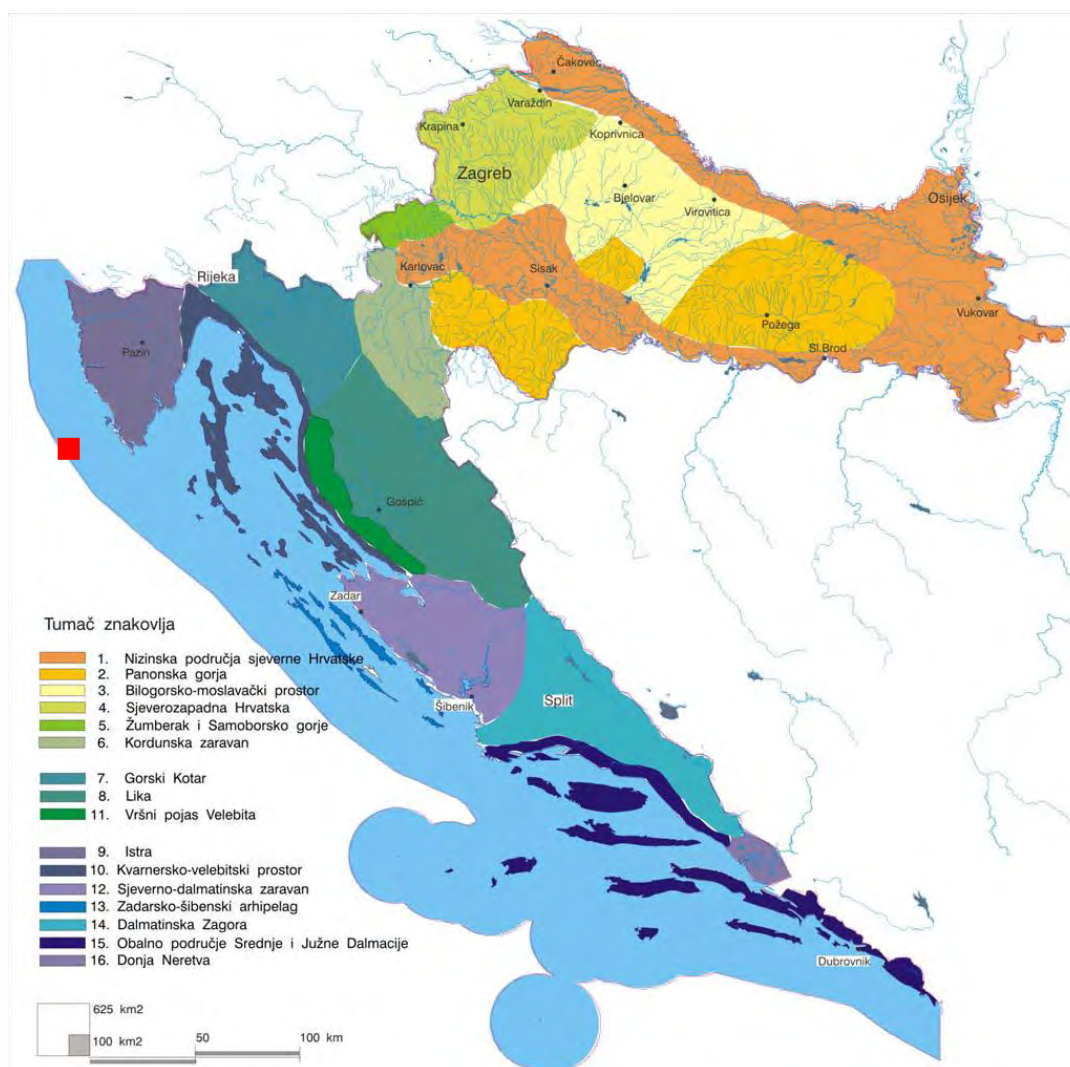 Čakovec
Varaždin
Krapina
Koprivnica
Zagreb
Bjelovar
Virovitica
Osijek
Rijeka
Karlovac
Sisak
Vukovar
Požega
Sl.Brod
Pazin
Gospić
Zadar
Šibenik
Split
Dubrovnik
Tumač znakovlja
1. Nizinska područja sjeverne Hrvatske
2. Panonska gorja
3. Bilogorsko-moslavački prostor
4. Sjeverozapadna Hrvatska
5. Žumberak i Samoborsko gorje
6. Kordunska zaravan
7. Gorski Kotar
8. Lika
11. Vršni pojas Velebita
9. Istra
10. Kvarnersko-velebitski prostor
12. Sjeverno-dalmatinska zaravan
13. Zadarsko-šibenski arhipelag
14. Dalmatinska Zagora
15. Obalno područje Srednje i Južne Dalmacije
16. Donja Neretva
625 km2
100 km2
50
100 km